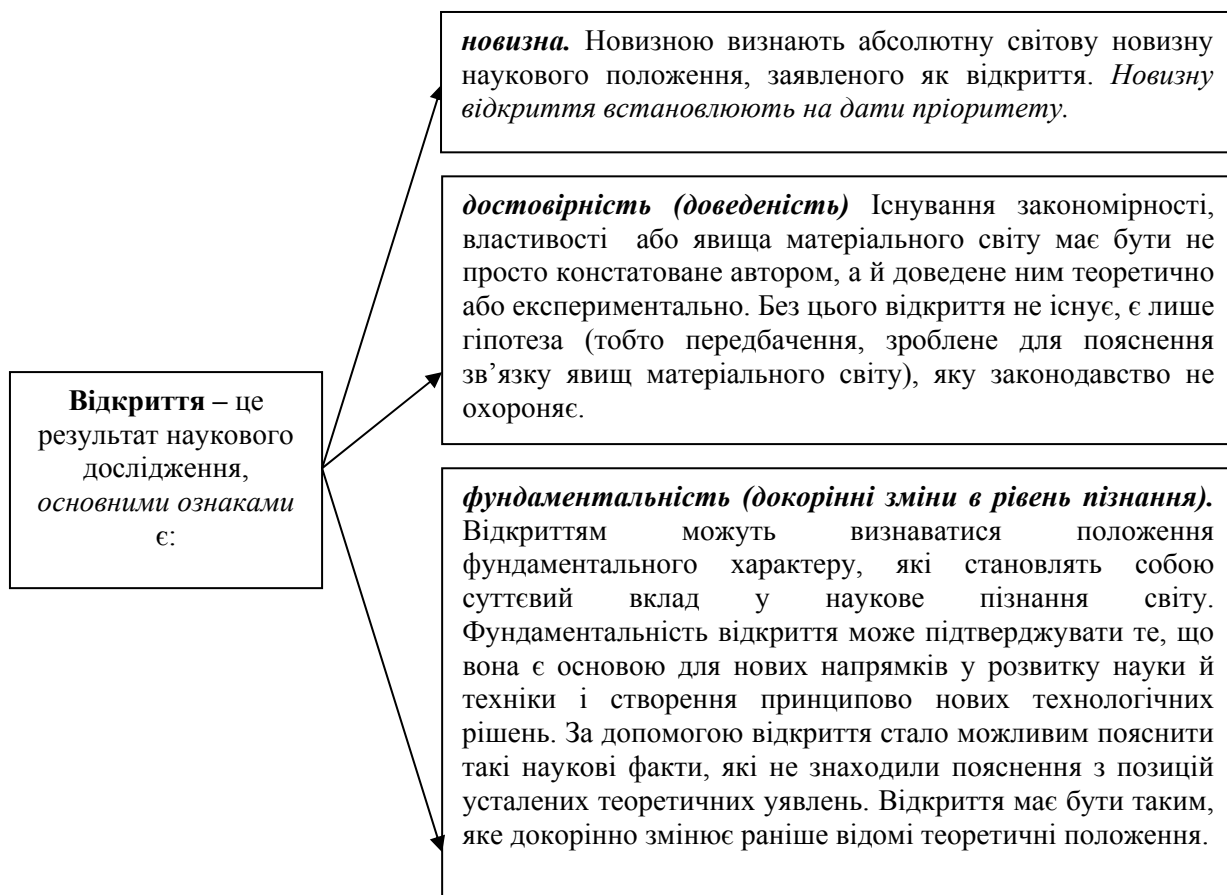 Відкриття – це
результат наукового
дослідження,
основними ознаками
є:
новизна. Новизною визнають абсолютну світову новизну
наукового положення, заявленого як відкриття. Новизну
відкриття встановлюють на дати пріоритету.
достовірність (доведеність) Існування закономірності,
властивості або явища матеріального світу має бути не
просто констатоване автором, а й доведене ним теоретично
або експериментально. Без цього відкриття не існує, є лише
гіпотеза (тобто передбачення, зроблене для пояснення
зв’язку явищ матеріального світу), яку законодавство не
охороняє.
фундаментальність (докорінні зміни в рівень пізнання).
Відкриттям можуть визнаватися положення
фундаментального характеру, які становлять собою
суттєвий вклад у наукове пізнання світу.
Фундаментальність відкриття може підтверджувати те, що
вона є основою для нових напрямків у розвитку науки й
техніки і створення принципово нових технологічних
рішень. За допомогою відкриття стало можливим пояснити
такі наукові факти, які не знаходили пояснення з позицій
усталених теоретичних уявлень. Відкриття має бути таким,
яке докорінно змінює раніше відомі теоретичні положення.